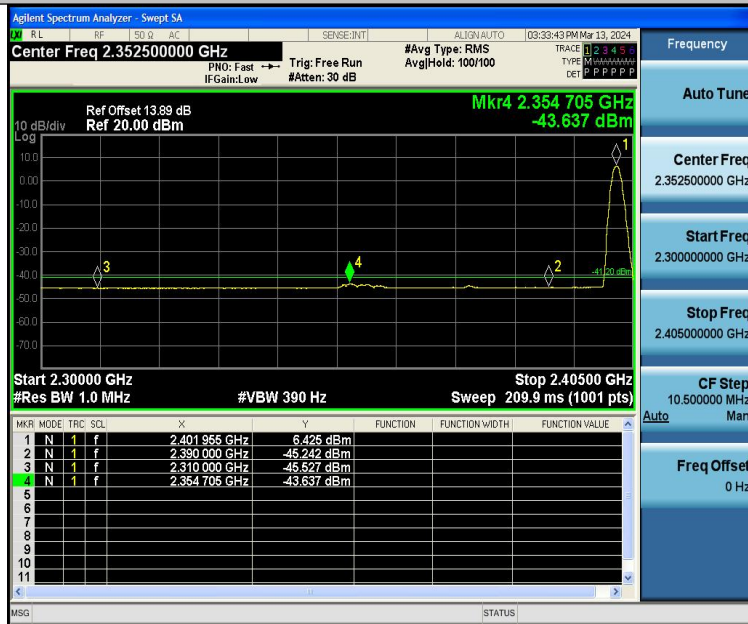 Agilent Spectrum Analyzer - Swept SA
LXI RL RF 50 Ω AC SENSE:INT ALIGN AUTO 03:33:43 PM Mar 13, 2024
Center Freq 2.352500000 GHz
PNO: Fast
IFGain:Low
Trig: Free Run
#Atten: 30 dB
#Avg Type: RMS
Avg|Hold: 100/100
TRACE 1 2 3 4 5 6
TYPE M
DET P P P P P P
Mkr4 2.354 705 GHz
-43.637 dBm
Ref Offset 13.89 dB
10 dB/div Ref 20.00 dBm
Log
10.0
0.00
-10.0
-20.0
-30.0
-40.0
-50.0
-60.0
-70.0
1
2
3
4
-41.20 dBm
Start 2.30000 GHz Stop 2.40500 GHz
#Res BW 1.0 MHz #VBW 390 Hz Sweep 209.9 ms (1001 pts)
MKR MODE TRC SCL X Y FUNCTION FUNCTION WIDTH FUNCTION VALUE
1 N 1 f 2.401 955 GHz 6.425 dBm
2 N 1 f 2.390 000 GHz -45.242 dBm
3 N 1 f 2.310 000 GHz -45.527 dBm
4 N 1 f 2.354 705 GHz -43.637 dBm
5
6
7
8
9
10
11
MSG STATUS
Frequency
Auto Tune
Center Freq
2.352500000 GHz
Start Freq
2.300000000 GHz
Stop Freq
2.405000000 GHz
CF Step
10.500000 MHz
Auto Man
Freq Offset
0 Hz